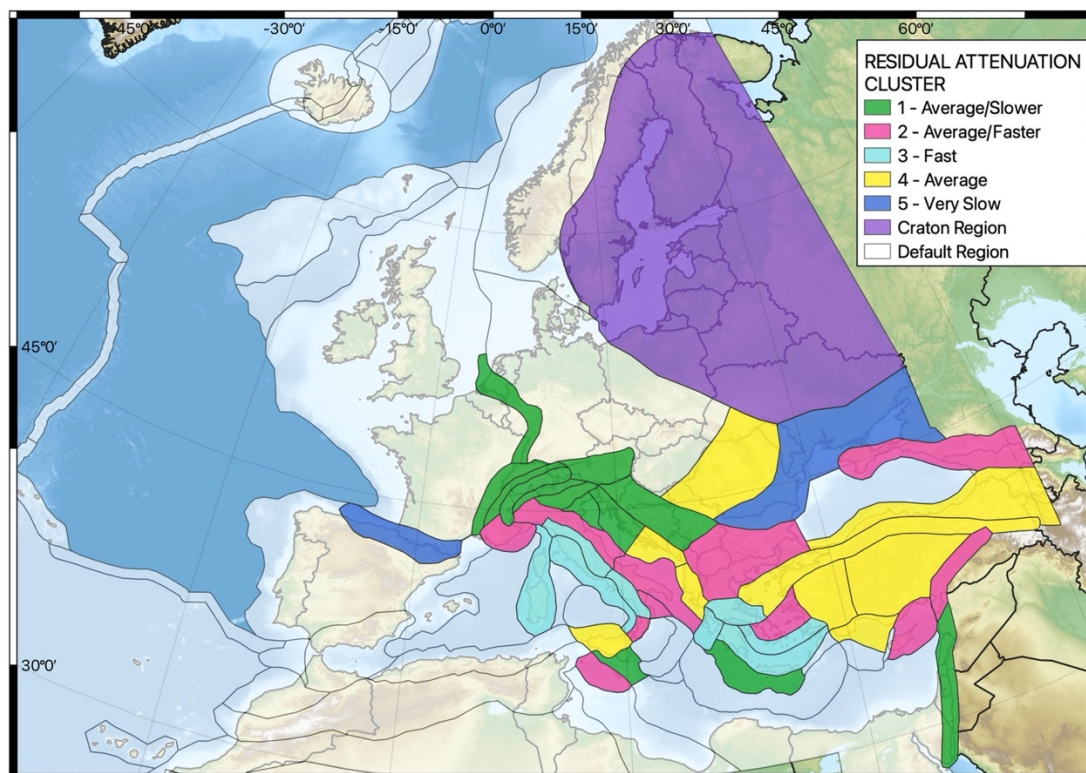 -45°0' -30°0' -15°0' 0°0' 15°0' 30°0' 45°0' 60°0'
RESIDUAL ATTENUATION
CLUSTER
1 - Average/Slower
2 - Average/Faster
3 - Fast
4 - Average
5 - Very Slow
Craton Region
Default Region
45°0'
30°0'